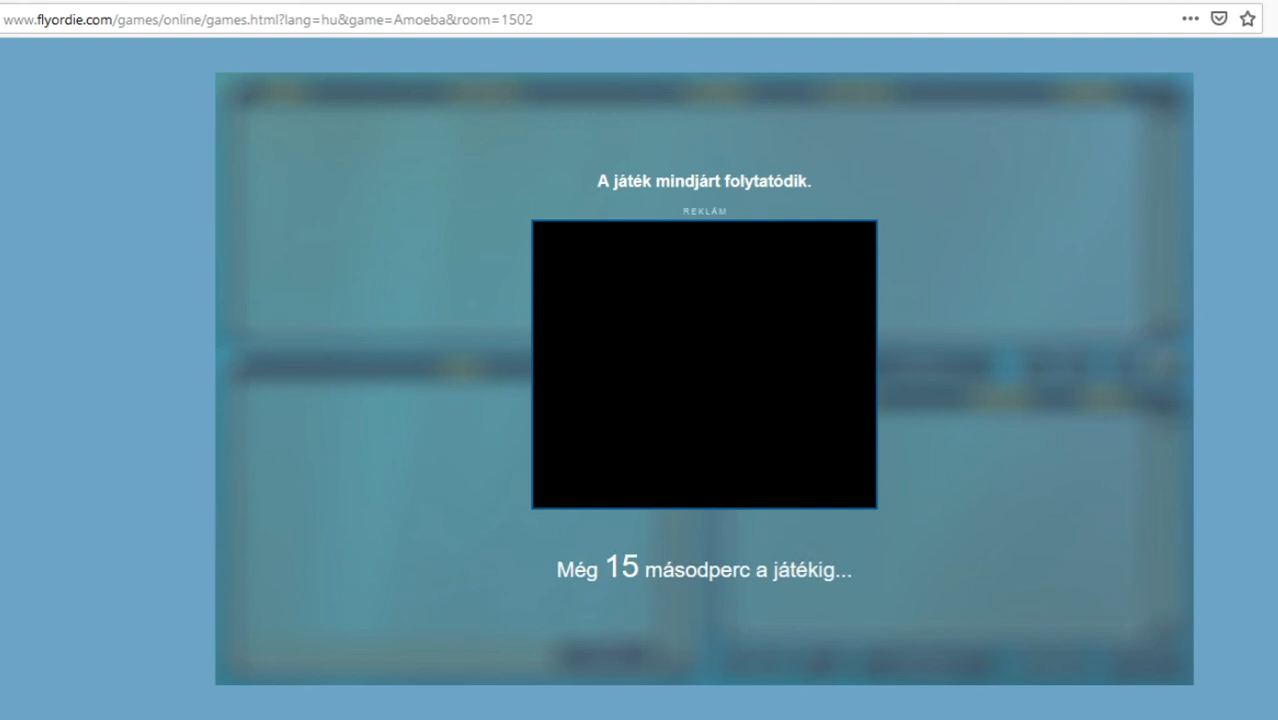 www.flyordie.com/games/online/games.html?lang=hu&game=Amoeba&room=1502
A játék mindjárt folytatódik.
REKLÁM
Még 15 másodperc a játékig...